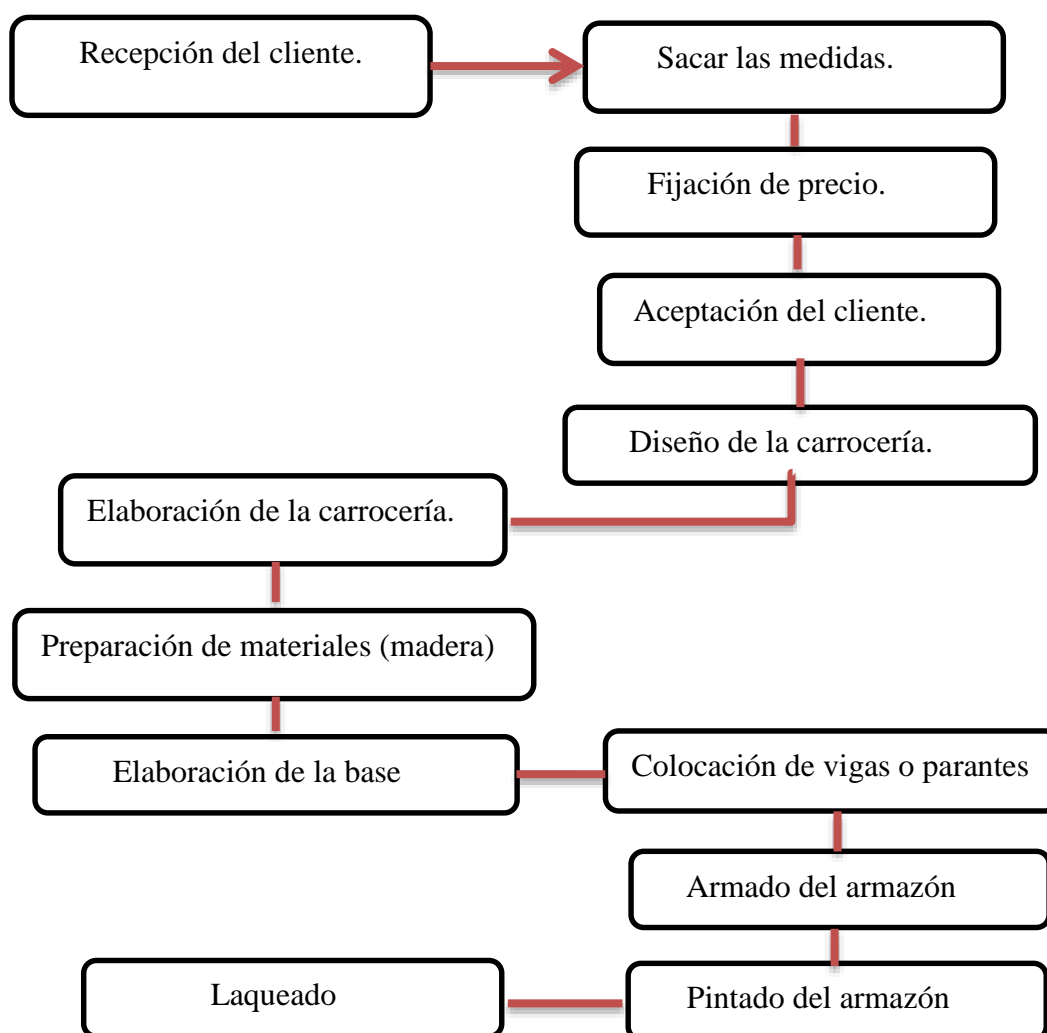 Recepción del cliente.
Sacar las medidas.
Fijación de precio.
Aceptación del cliente.
Diseño de la carrocería.
Elaboración de la carrocería.
Preparación de materiales (madera)
Elaboración de la base
Colocación de vigas o parantes
Armado del armazón
Pintado del armazón
Laqueado